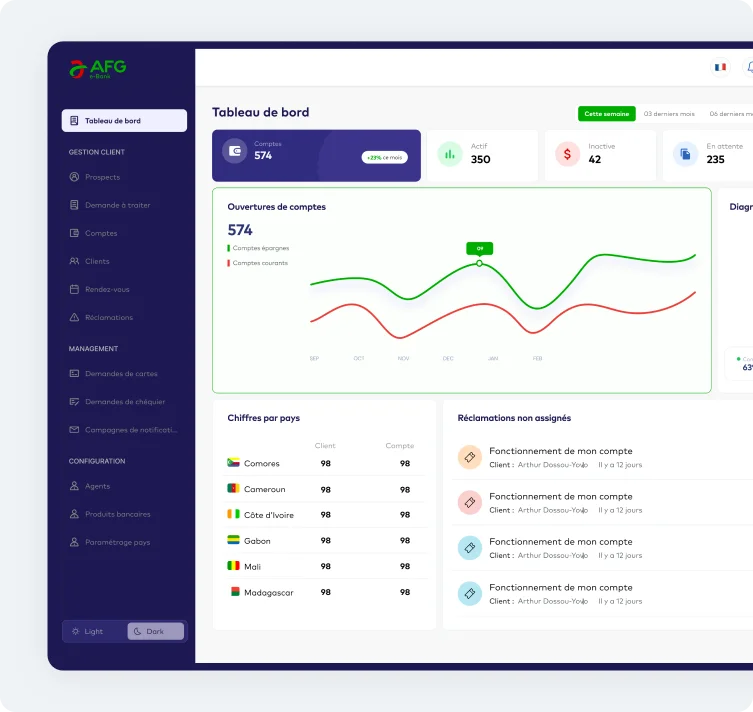 AFG
e-Bank
Tableau de bord
GESTION CLIENT
Prospects
Demande à traiter
Comptes
Clients
Rendez-vous
Réclamations
MANAGEMENT
Demandes de cartes
Demandes de chéquier
Campagnes de notificati...
CONFIGURATION
Agents
Produits bancaires
Paramétrage pays
Light Dark
Tableau de bord
Cette semaine 03 derniers mois 06 derniers mo
Comptes
574
+23% ce mois
Actif
350
Inactive
42
En attente
235
Ouvertures de comptes
574
Comptes épargnes
Comptes courants
09
SEP OCT NOV DEC JAN FEB
Diagr
63%
Chiffres par pays
Client Compte
Comores 98 98
Cameroun 98 98
Côte d'Ivoire 98 98
Gabon 98 98
Mali 98 98
Madagascar 98 98
Réclamations non assignés
Fonctionnement de mon compte
Client : Arthur Dossou-Yovo Il y a 12 jours
Fonctionnement de mon compte
Client : Arthur Dossou-Yovo Il y a 12 jours
Fonctionnement de mon compte
Client : Arthur Dossou-Yovo Il y a 12 jours
Fonctionnement de mon compte
Client : Arthur Dossou-Yovo Il y a 12 jours